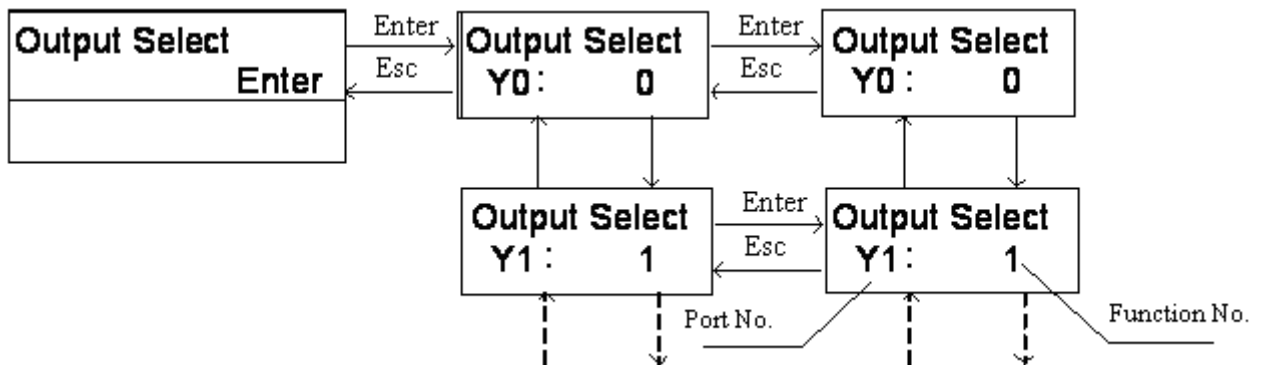 Output Select
Enter
Enter
Esc
Output Select
Y0: 0
Enter
Esc
Output Select
Y0: 0
Output Select
Y1: 1
Enter
Esc
Output Select
Y1: 1
Port No.
Function No.